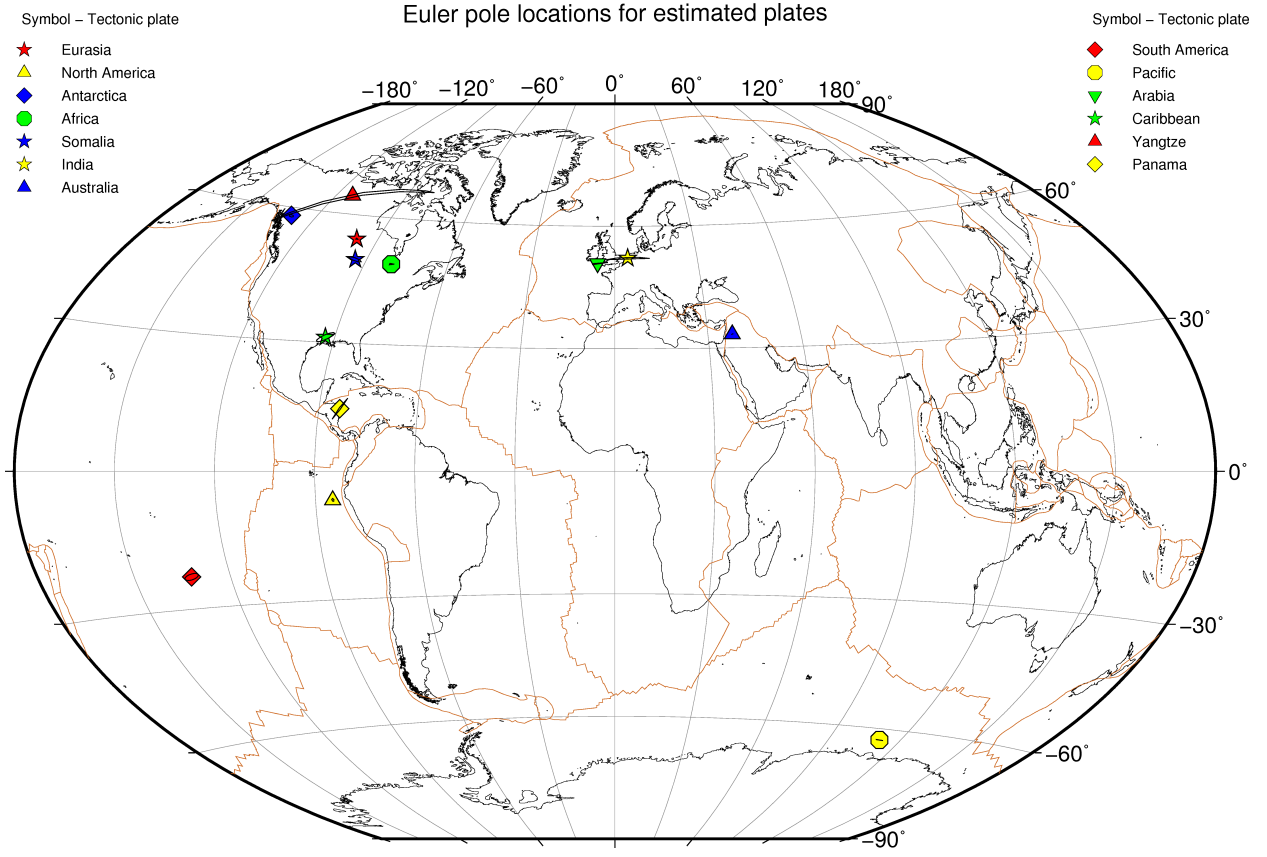 Euler pole locations for estimated plates
Symbol – Tectonic plate
Eurasia
North America
Antarctica
Africa
Somalia
India
Australia
Symbol – Tectonic plate
South America
Pacific
Arabia
Caribbean
Yangtze
Panama
−180˚ −120˚ −60˚ 0˚ 60˚ 120˚ 180˚
90˚
60˚
30˚
0˚
−30˚
−60˚
−90˚